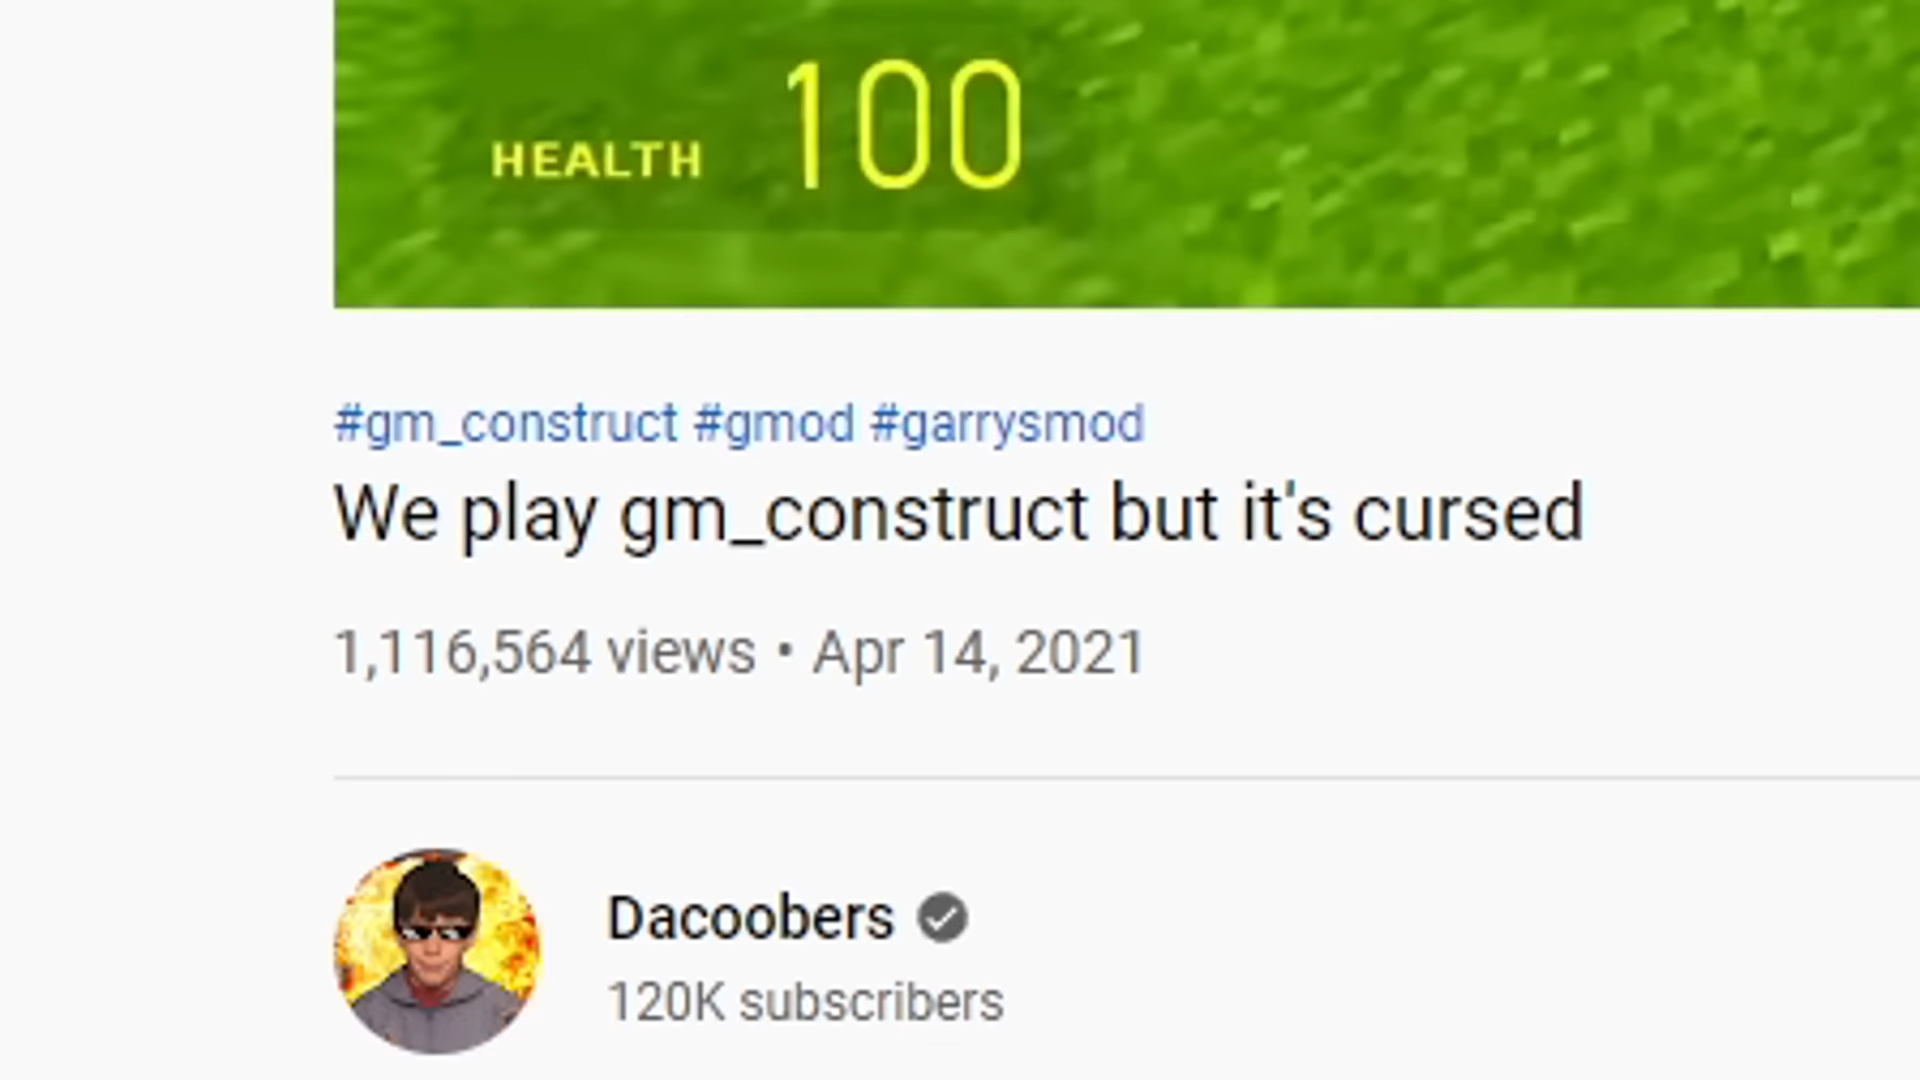 HEALTH 100
#gm_construct #gmod #garrysmod
We play gm_construct but it's cursed
1,116,564 views • Apr 14, 2021
Dacoobers
120K subscribers